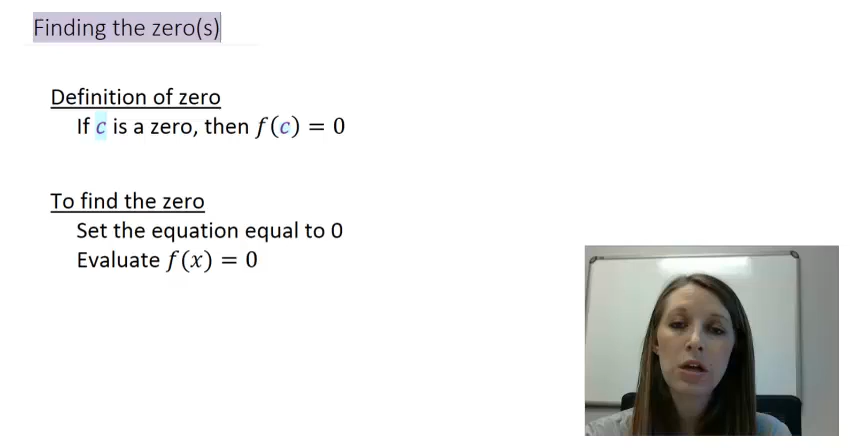 Finding the zero(s)
Definition of zero
If c is a zero, then f(c) = 0
To find the zero
Set the equation equal to 0
Evaluate f(x) = 0